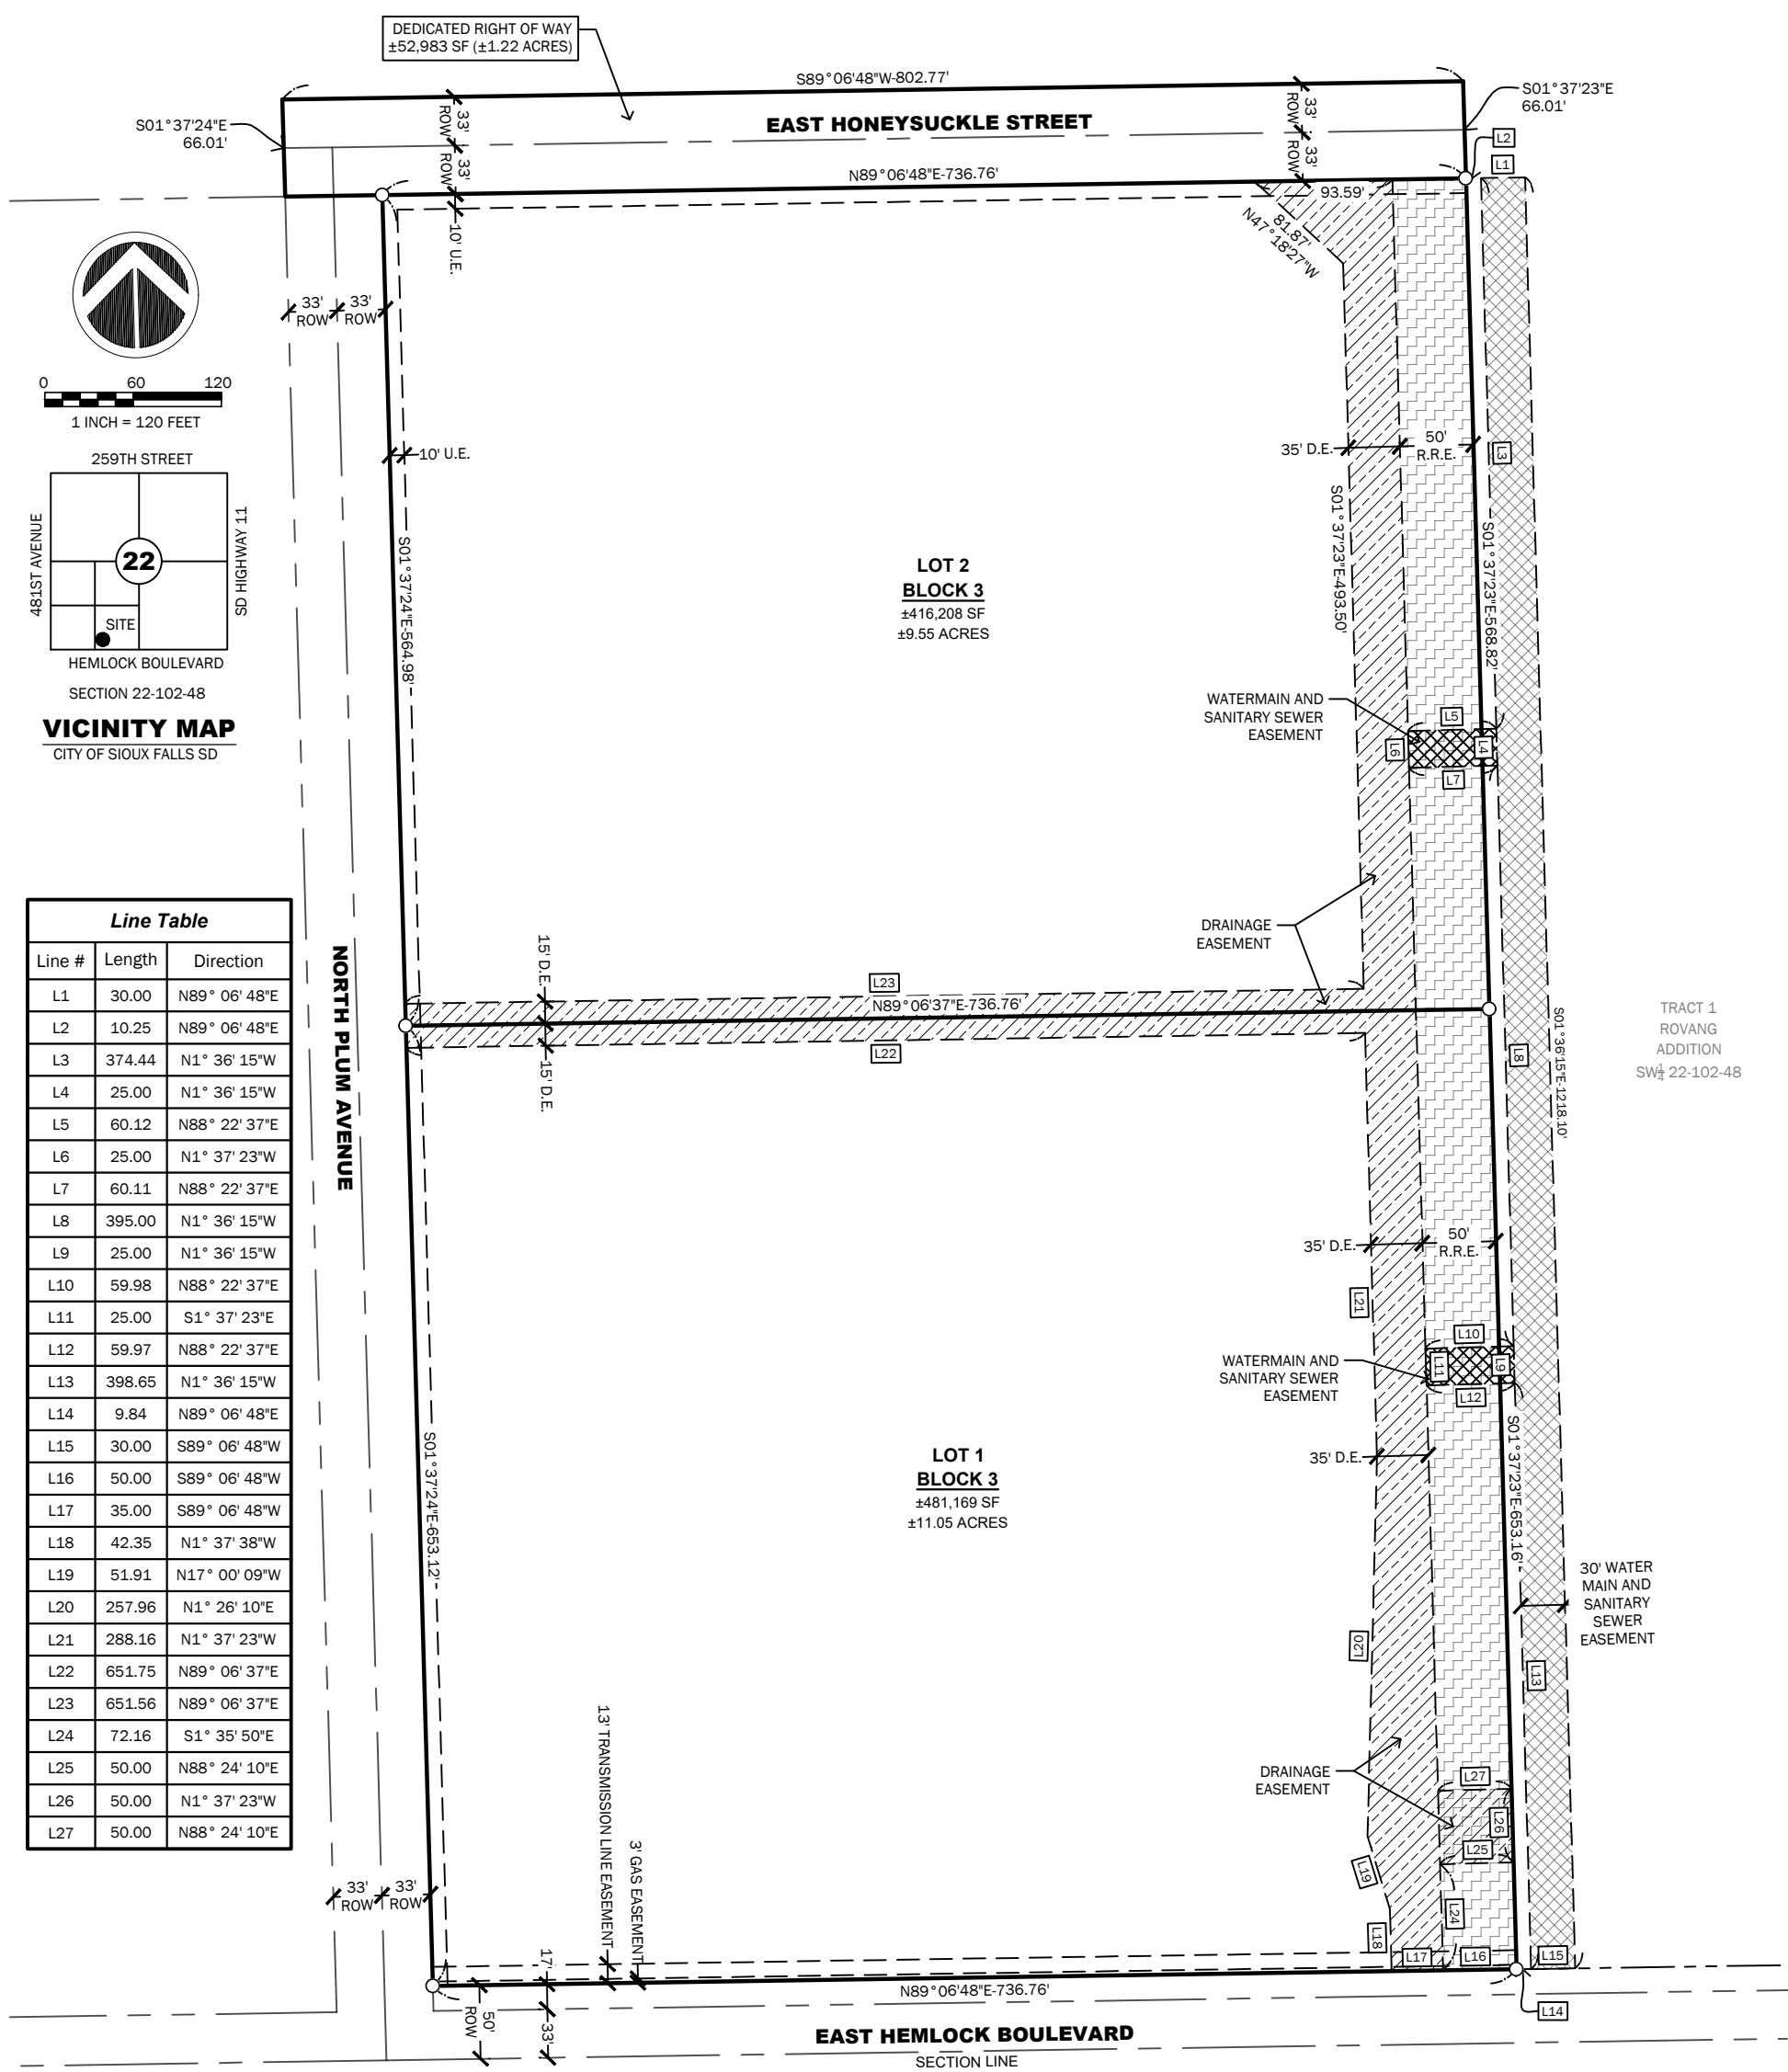 DEDICATED RIGHT OF WAY
±52,983 SF (±1.22 ACRES)
S89°06'48"W-802.77'
S01°37'24"E
66.01'
S01°37'23"E
66.01'
33'
ROW
33'
ROW
EAST HONEYSUCKLE STREET
33'
ROW
33'
ROW
L2
L1
N89°06'48"E-736.76'
93.59'
81.87'
N47°18'27"W
10' U.E.
33'
ROW
33'
ROW
0 60 120
1 INCH = 120 FEET
10' U.E.
35' D.E.
50'
R.R.E.
L3
259TH STREET
481ST AVENUE
22
SD HIGHWAY 11
SITE
HEMLOCK BOULEVARD
SECTION 22-102-48
VICINITY MAP
CITY OF SIOUX FALLS SD
S01°37'24"E-564.98'
LOT 2
BLOCK 3
±416,208 SF
±9.55 ACRES
S01°37'23"E-493.50'
S01°37'23"E-568.82'
WATERMAIN AND
SANITARY SEWER
EASEMENT
L5
L6
L4
L7
DRAINAGE
EASEMENT
15' D.E.
L23
N89°06'37"E-736.76'
L22
15' D.E.
NORTH PLUM AVENUE
L8
S01°36'15"E-1218.10'
TRACT 1
ROVANG
ADDITION
SW1/4 22-102-48
Line Table
Line # Length Direction
L1 30.00 N89° 06' 48"E
L2 10.25 N89° 06' 48"E
L3 374.44 N1° 36' 15"W
L4 25.00 N1° 36' 15"W
L5 60.12 N88° 22' 37"E
L6 25.00 N1° 37' 23"W
L7 60.11 N88° 22' 37"E
L8 395.00 N1° 36' 15"W
L9 25.00 N1° 36' 15"W
L10 59.98 N88° 22' 37"E
L11 25.00 S1° 37' 23"E
L12 59.97 N88° 22' 37"E
L13 398.65 N1° 36' 15"W
L14 9.84 N89° 06' 48"E
L15 30.00 S89° 06' 48"W
L16 50.00 S89° 06' 48"W
L17 35.00 S89° 06' 48"W
L18 42.35 N1° 37' 38"W
L19 51.91 N17° 00' 09"W
L20 257.96 N1° 26' 10"E
L21 288.16 N1° 37' 23"W
L22 651.75 N89° 06' 37"E
L23 651.56 N89° 06' 37"E
L24 72.16 S1° 35' 50"E
L25 50.00 N88° 24' 10"E
L26 50.00 N1° 37' 23"W
L27 50.00 N88° 24' 10"E
35' D.E.
50'
R.R.E.
L21
WATERMAIN AND
SANITARY SEWER
EASEMENT
L10
L11
L9
L12
S01°37'24"E-653.12'
LOT 1
BLOCK 3
±481,169 SF
±11.05 ACRES
35' D.E.
S01°37'23"E-653.16'
30' WATER
MAIN AND
SANITARY
SEWER
EASEMENT
L20
L13
13' TRANSMISSION LINE EASEMENT
3' GAS EASEMENT
DRAINAGE
EASEMENT
L27
L26
L25
L19
L24
L18
L17
L16
L15
33'
ROW
33'
ROW
17'
N89°06'48"E-736.76'
L14
50'
ROW
33'
EAST HEMLOCK BOULEVARD
SECTION LINE